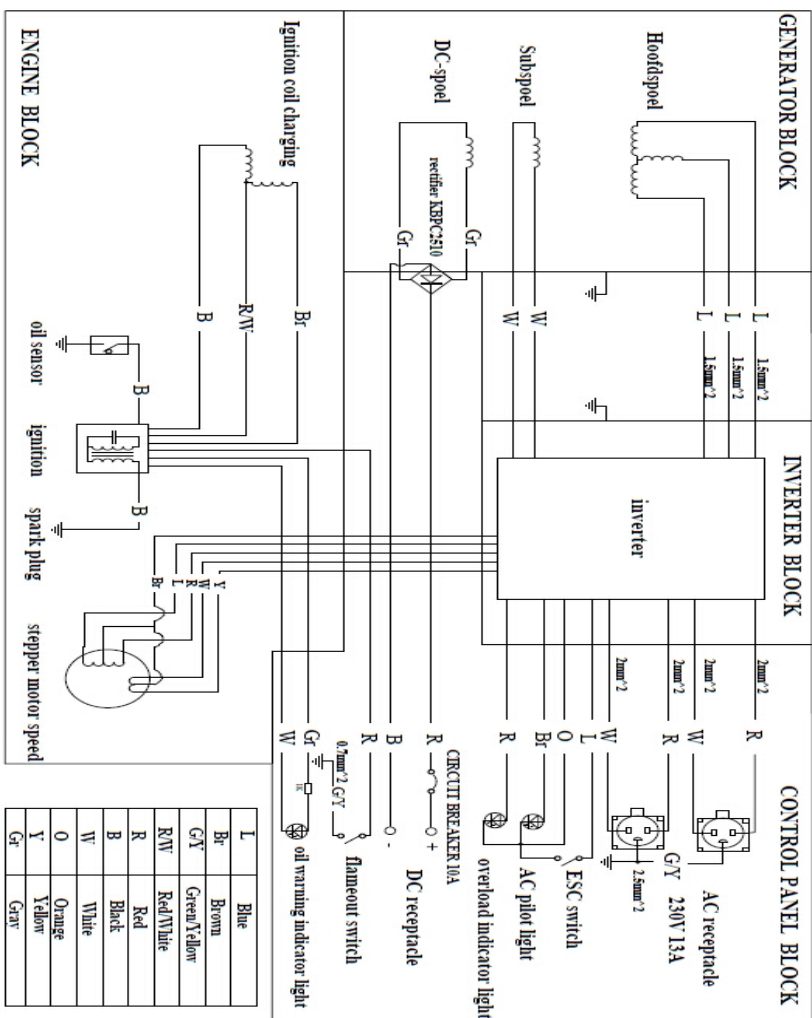 GENERATOR BLOCK
INVERTER BLOCK
CONTROL PANEL BLOCK
Hoofdspoel
L
1.5mm^2
L
1.5mm^2
L
1.5mm^2
inverter
2mm^2
R
2mm^2
W
2mm^2
R
2mm^2
W
AC receptacle
230V 13A
G/Y
2.5mm^2
Subspoel
W
W
L
O
Br
R
ESC switch
AC pilot light
overload indicator light
DC-spoel
rectifier KBPC2510
Gr
Gr
CIRCUIT BREAKER 10A
R
+
B
-
DC receptacle
R
0.7mm^2
G/Y
flameout switch
Gr
1K
W
oil warning indicator light
ENGINE BLOCK
Ignition coil charging
Br
R/W
B
oil sensor
B
ignition
B
spark plug
Y
W
R
L
Br
stepper motor speed
L Blue
Br Brown
G/Y Green/Yellow
R/W Red/White
R Red
B Black
W White
O Orange
Y Yellow
Gr Gray